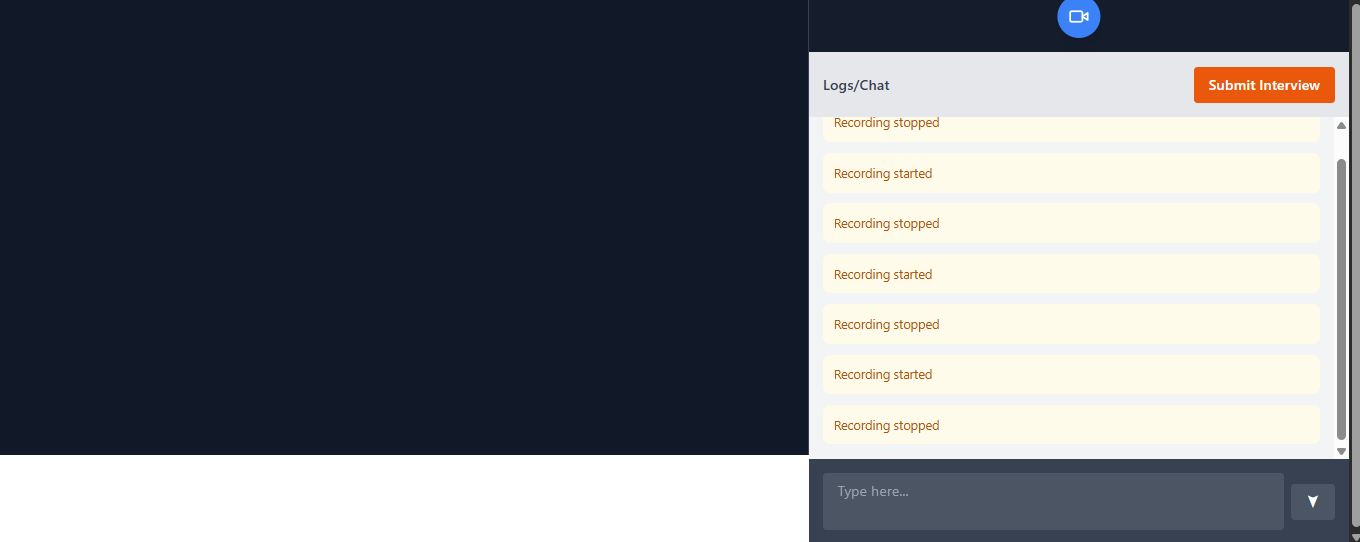 Logs/Chat
Submit Interview
Recording stopped
Recording started
Recording stopped
Recording started
Recording stopped
Recording started
Recording stopped
Type here...